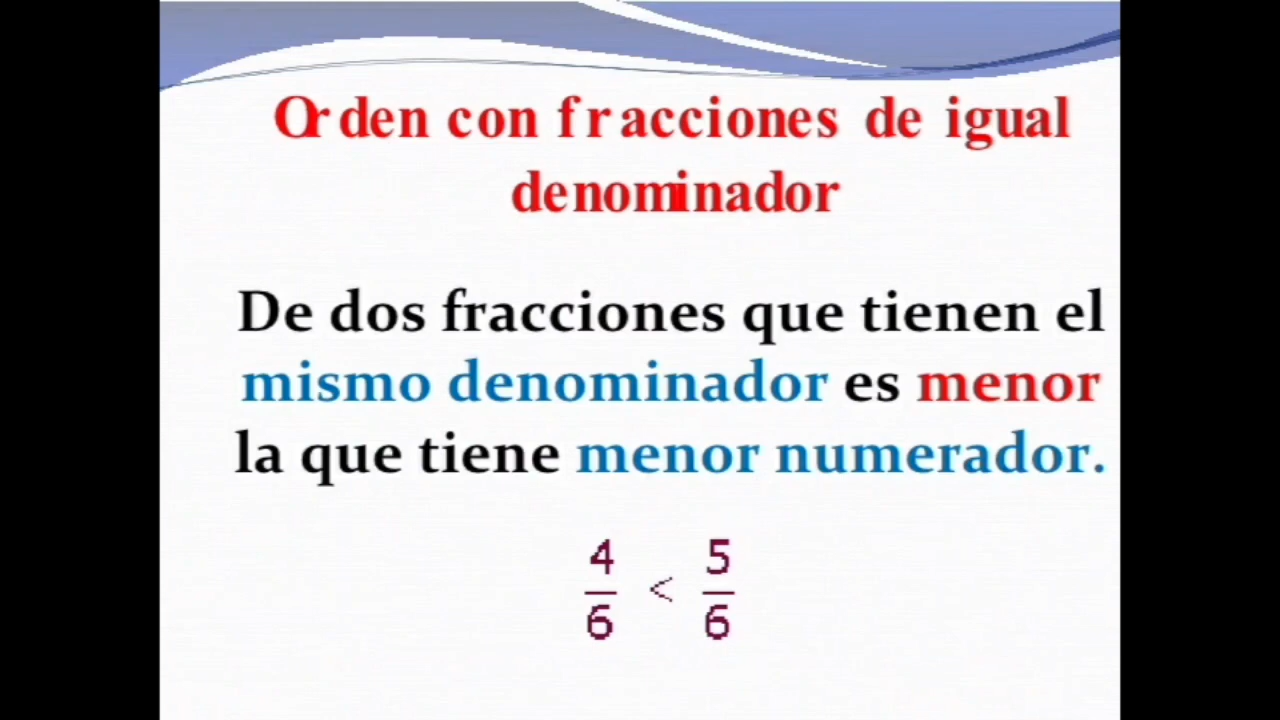 Orden con fracciones de igual
denominador
De dos fracciones que tienen el
mismo denominador es menor
la que tiene menor numerador.
4/6 < 5/6